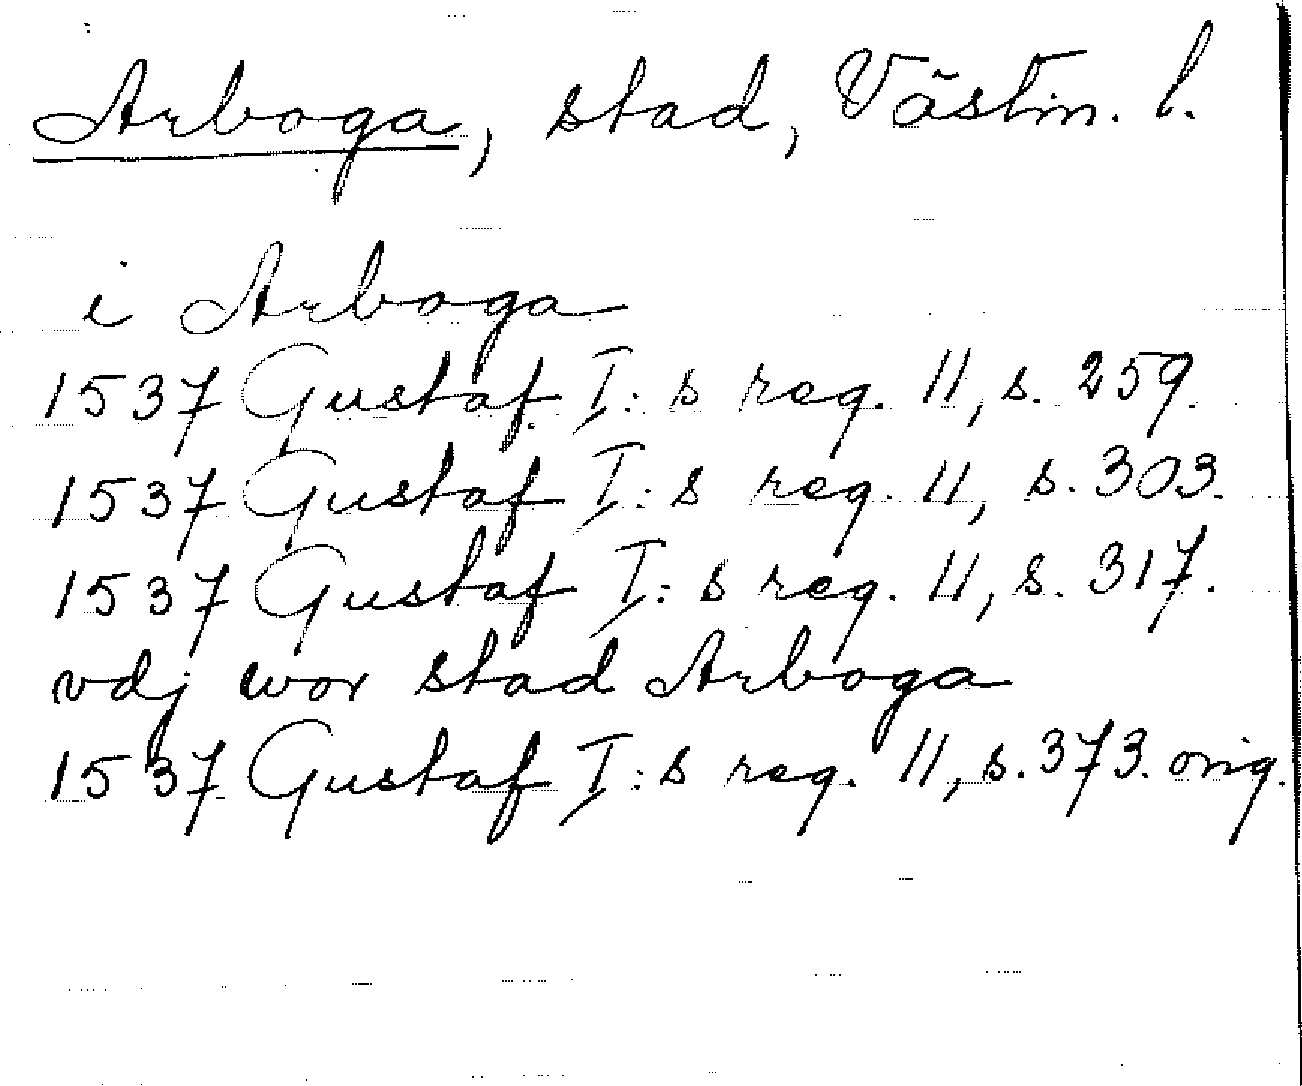 Arboga, stad, Västm. l.
i Arboga
1537 Gustaf I:s reg. 11, s. 259.
1537 Gustaf I:s reg. 11, s. 303.
1537 Gustaf I:s reg. 11, s. 317.
vdj wor stad Arboga
1537 Gustaf I:s reg. 11, s. 373. orig.